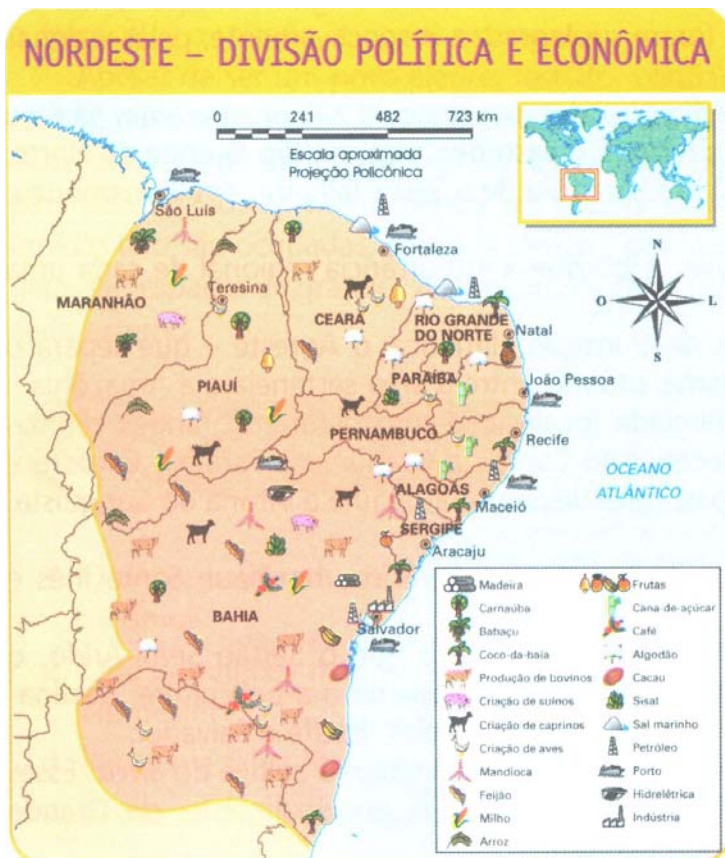 NORDESTE – DIVISÃO POLÍTICA E ECONÔMICA
0 241 482 723 km
Escala aproximada
Projeção Policônica
São Luís
Fortaleza
MARANHÃO
Teresina
CEARÁ
RIO GRANDE
DO NORTE
Natal
PARAÍBA
PIAUÍ
João Pessoa
PERNAMBUCO
Recife
ALAGOAS
Maceió
SERGIPE
Aracaju
BAHIA
Salvador
N
O
L
S
OCEANO
ATLÂNTICO
Madeira
Carnaúba
Babaçu
Coco-da-baía
Produção de bovinos
Criação de suínos
Criação de caprinos
Criação de aves
Mandioca
Feijão
Milho
Arroz
Frutas
Cana-de-açúcar
Café
Algodão
Cacau
Sisal
Sal marinho
Petróleo
Porto
Hidrelétrica
Indústria